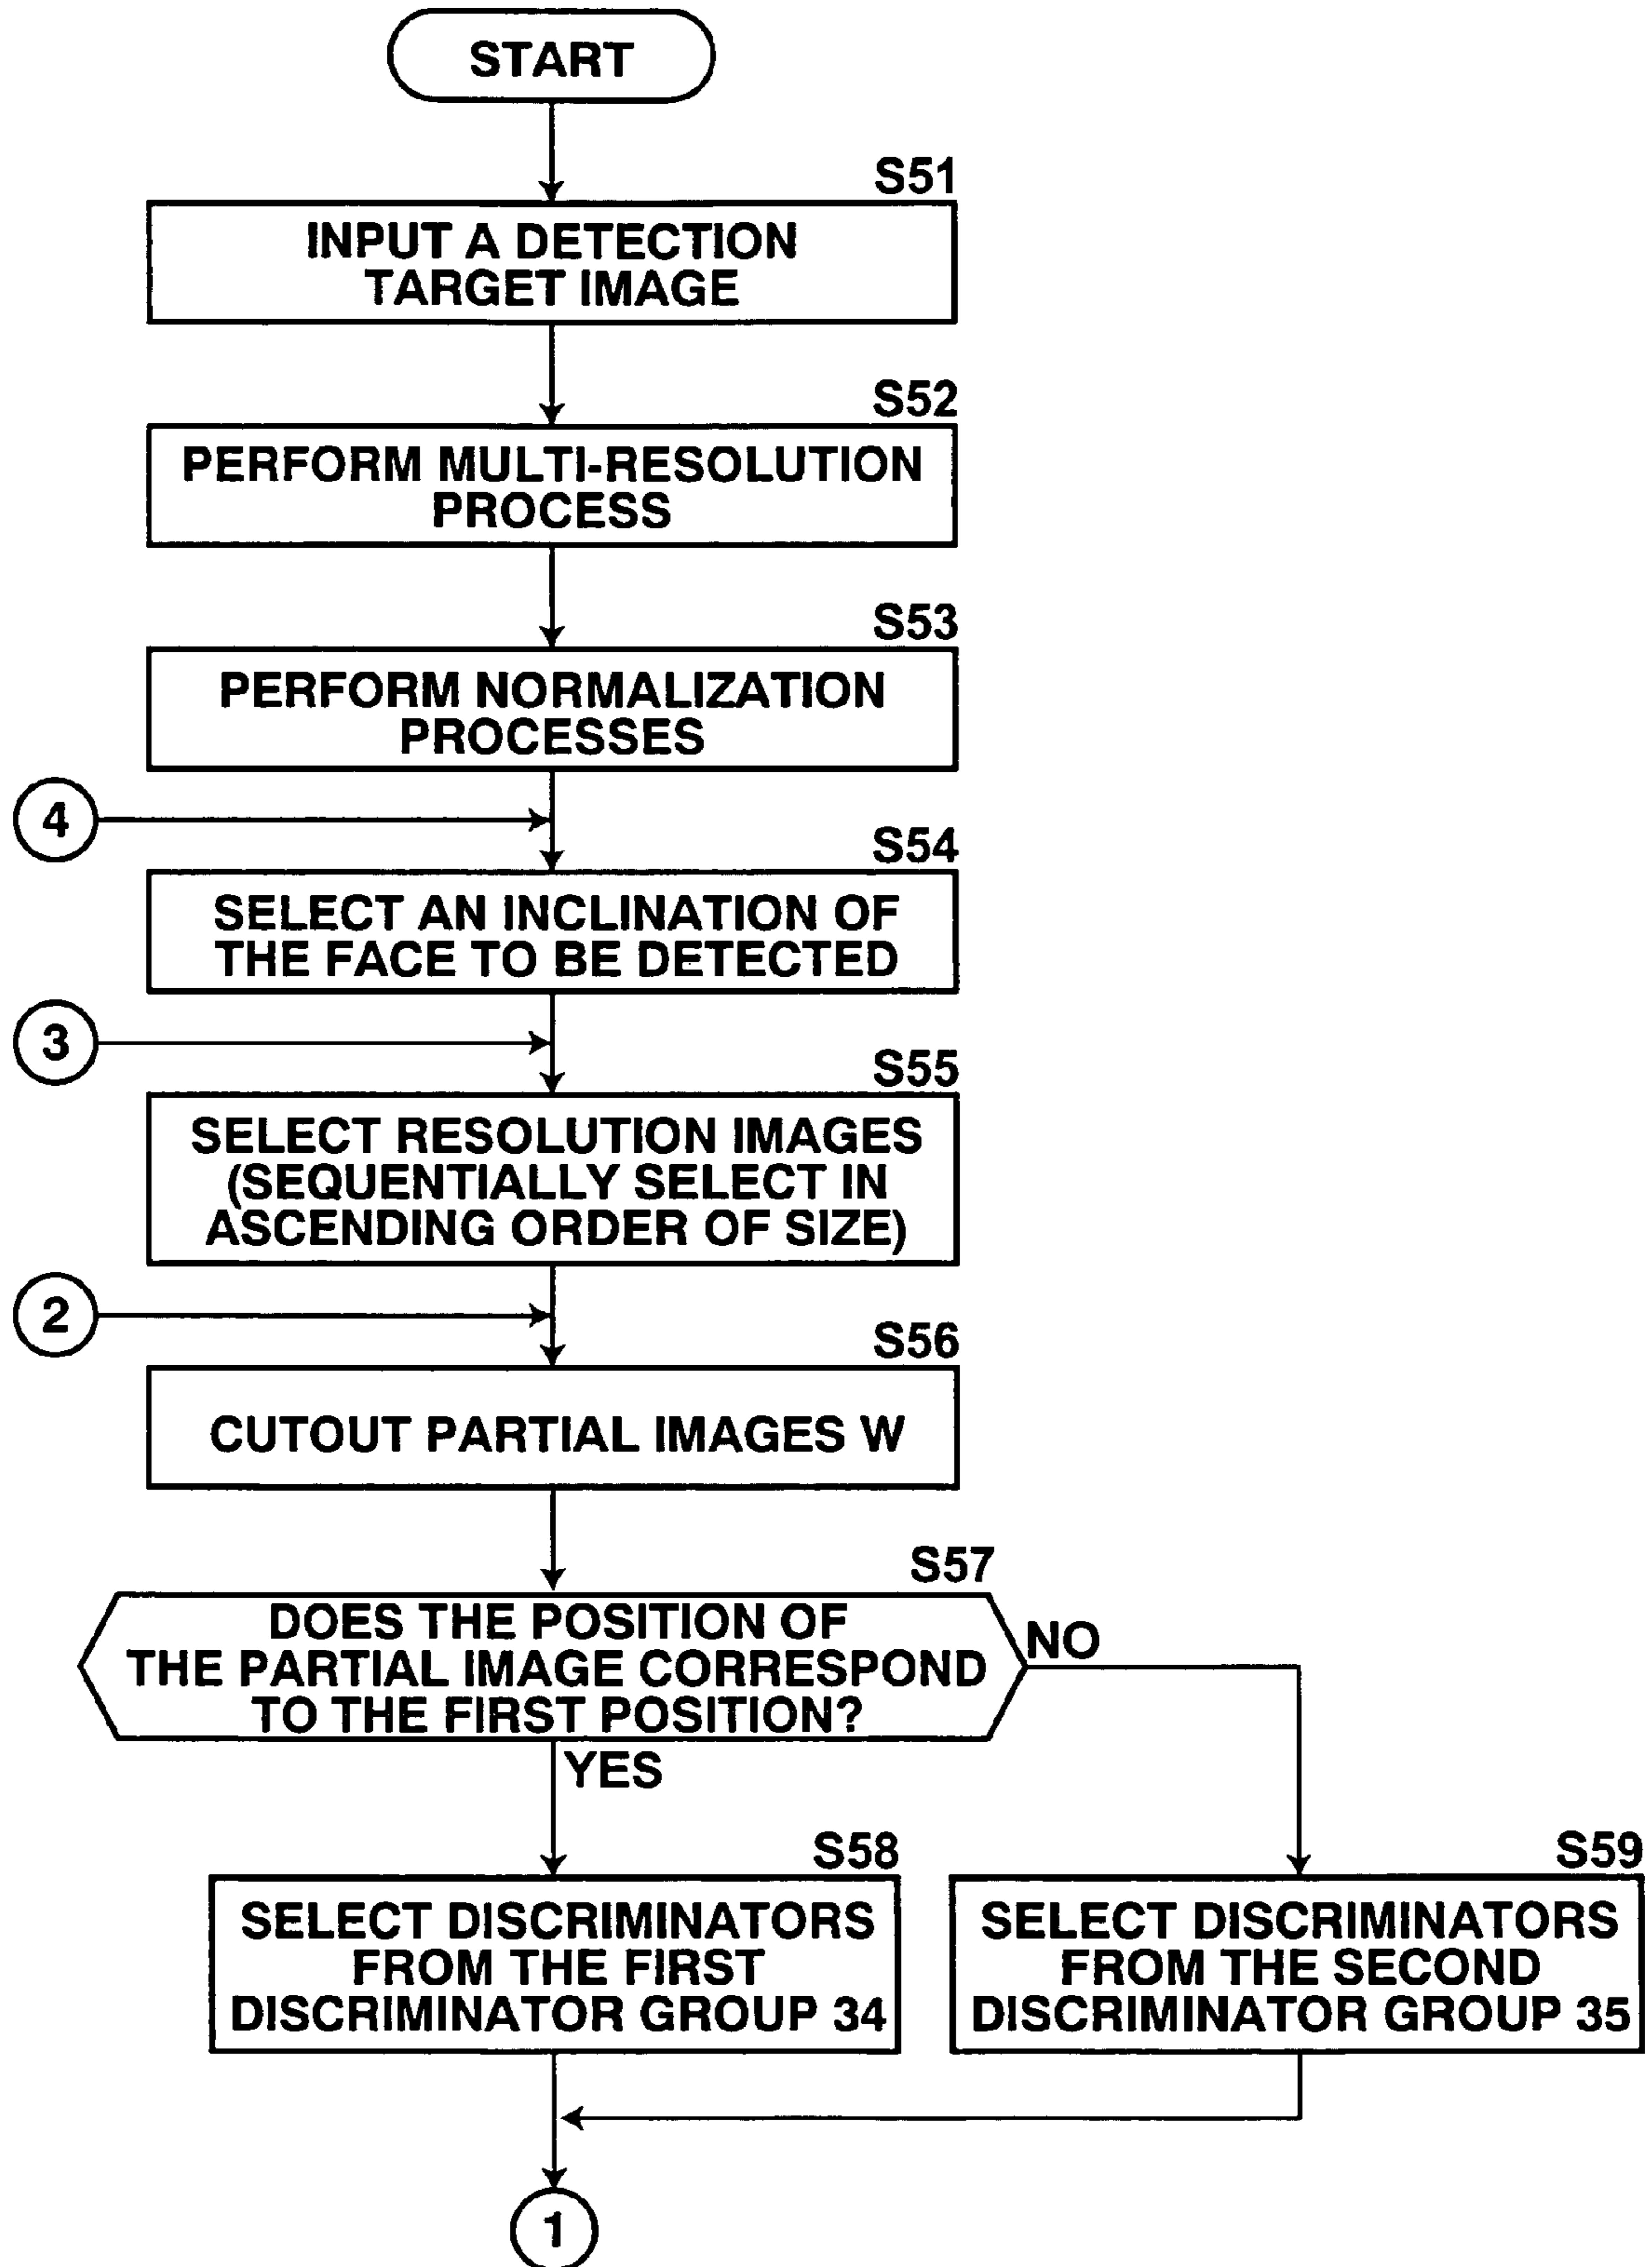 START
S51
INPUT A DETECTION
TARGET IMAGE
S52
PERFORM MULTI-RESOLUTION
PROCESS
S53
PERFORM NORMALIZATION
PROCESSES
4
S54
SELECT AN INCLINATION OF
THE FACE TO BE DETECTED
3
S55
SELECT RESOLUTION IMAGES
(SEQUENTIALLY SELECT IN
ASCENDING ORDER OF SIZE)
2
S56
CUTOUT PARTIAL IMAGES W
S57
DOES THE POSITION OF
THE PARTIAL IMAGE CORRESPOND
TO THE FIRST POSITION?
NO
YES
S58
SELECT DISCRIMINATORS
FROM THE FIRST
DISCRIMINATOR GROUP 34
S59
SELECT DISCRIMINATORS
FROM THE SECOND
DISCRIMINATOR GROUP 35
1